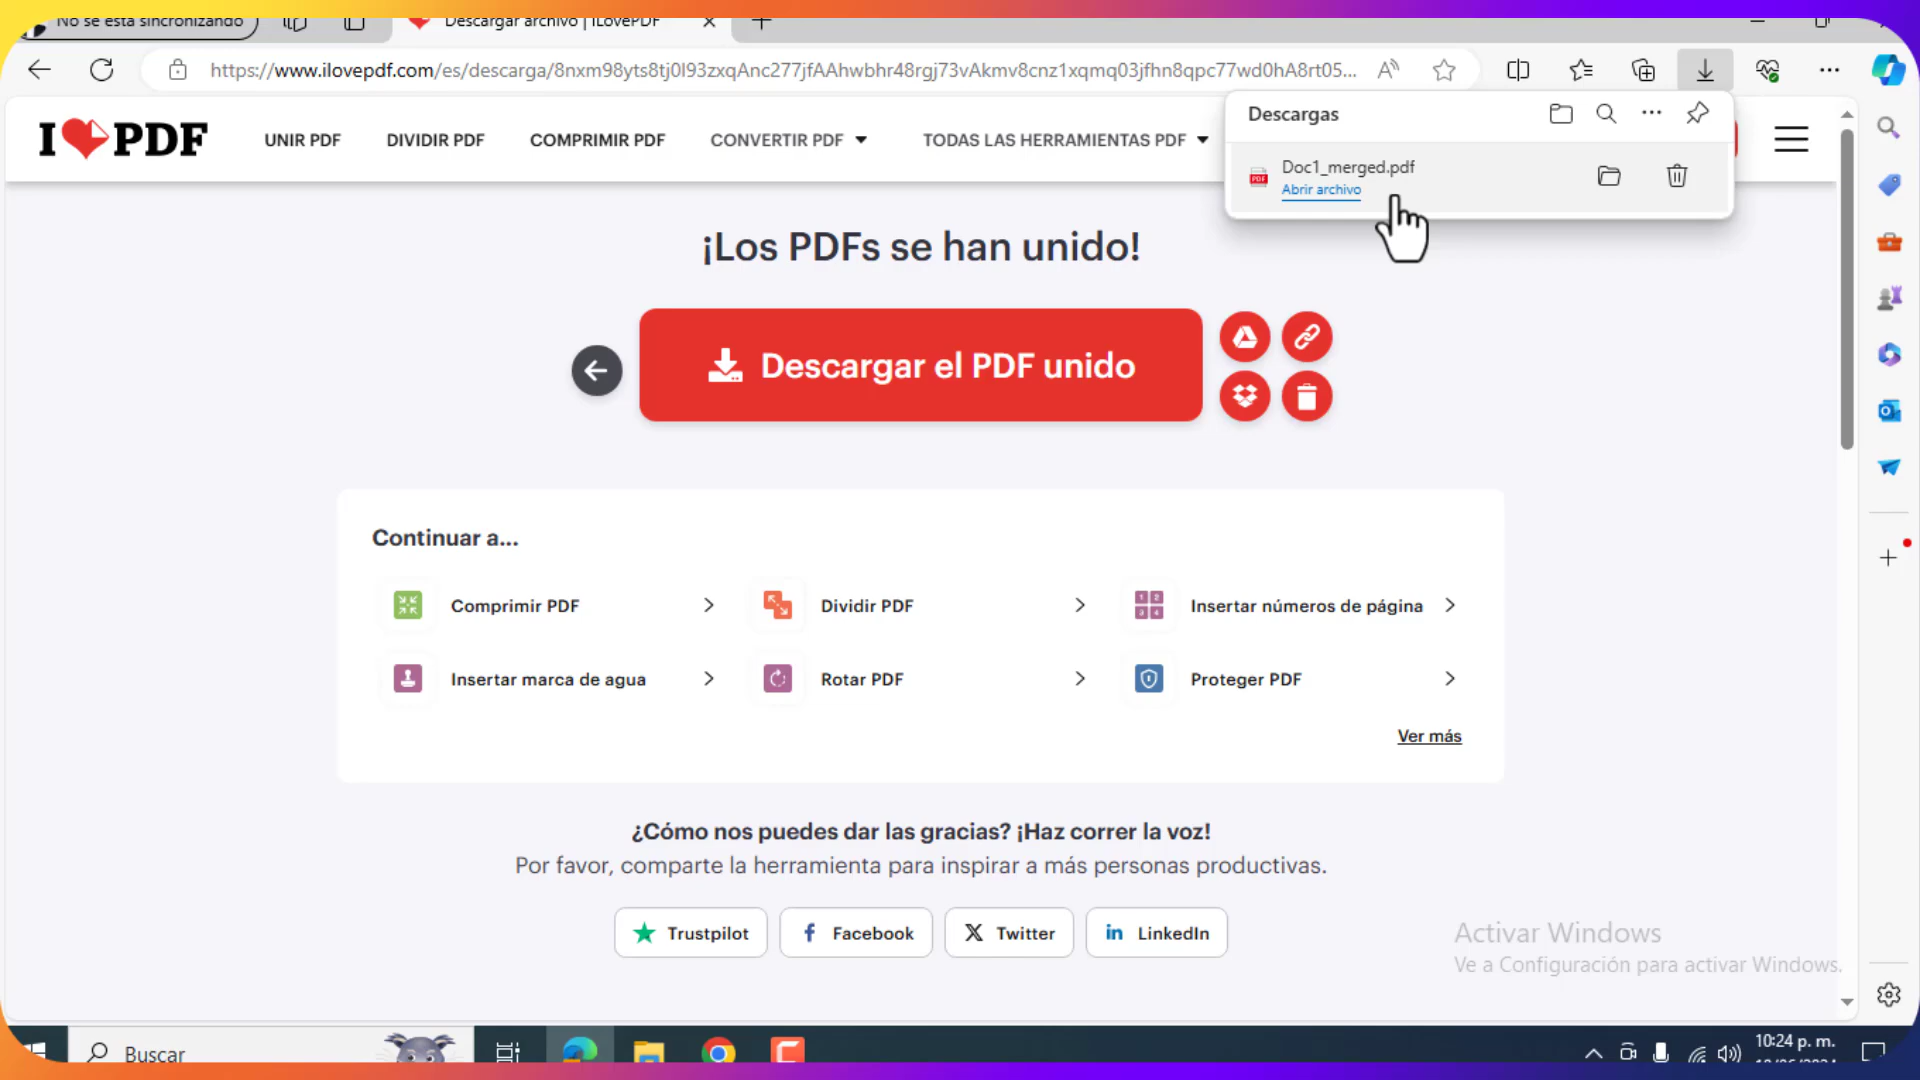 No se está sincronizando
Descargar archivo | iLovePDF
https://www.ilovepdf.com/es/descarga/8nxm98yts8tj0l93zxqAnc277jfAAhwbhr48rgj73vAkmv8cnz1xqmq03jfhn8qpc77wd0hA8rt05...
I PDF
UNIR PDF
DIVIDIR PDF
COMPRIMIR PDF
CONVERTIR PDF
TODAS LAS HERRAMIENTAS PDF
Descargas
PDF
Doc1_merged.pdf
Abrir archivo
¡Los PDFs se han unido!
Descargar el PDF unido
Continuar a...
Comprimir PDF
Dividir PDF
Insertar números de página
Insertar marca de agua
Rotar PDF
Proteger PDF
Ver más
¿Cómo nos puedes dar las gracias? ¡Haz correr la voz!
Por favor, comparte la herramienta para inspirar a más personas productivas.
Trustpilot
Facebook
Twitter
LinkedIn
Activar Windows
Ve a Configuración para activar Windows.
Buscar
10:24 p. m.